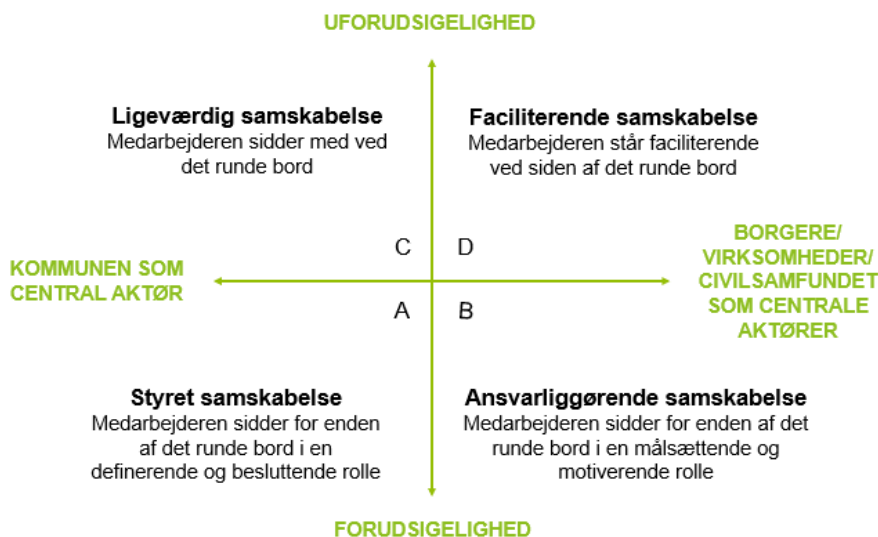 UFORUDSIGELIGHED
Ligeværdig samskabelse
Medarbejderen sidder med ved
det runde bord
Faciliterende samskabelse
Medarbejderen står faciliterende
ved siden af det runde bord
C
D
KOMMUNEN SOM
CENTRAL AKTØR
BORGERE/
VIRKSOMHEDER/
CIVILSAMFUNDET
SOM CENTRALE
AKTØRER
A
B
Styret samskabelse
Medarbejderen sidder for enden
af det runde bord i en
definerende og besluttende rolle
Ansvarliggørende samskabelse
Medarbejderen sidder for enden af det
runde bord i en målsættende og
motiverende rolle
FORUDSIGELIGHED